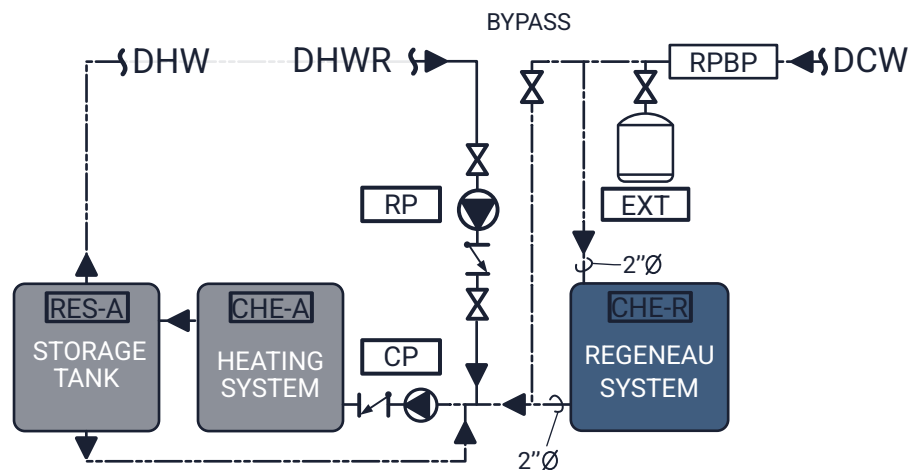 BYPASS
DHW
DHWR
RPBP
DCW
RP
EXT
2”Ø
RES-A
STORAGE
TANK
CHE-A
HEATING
SYSTEM
CP
CHE-R
REGENEAU
SYSTEM
2”Ø